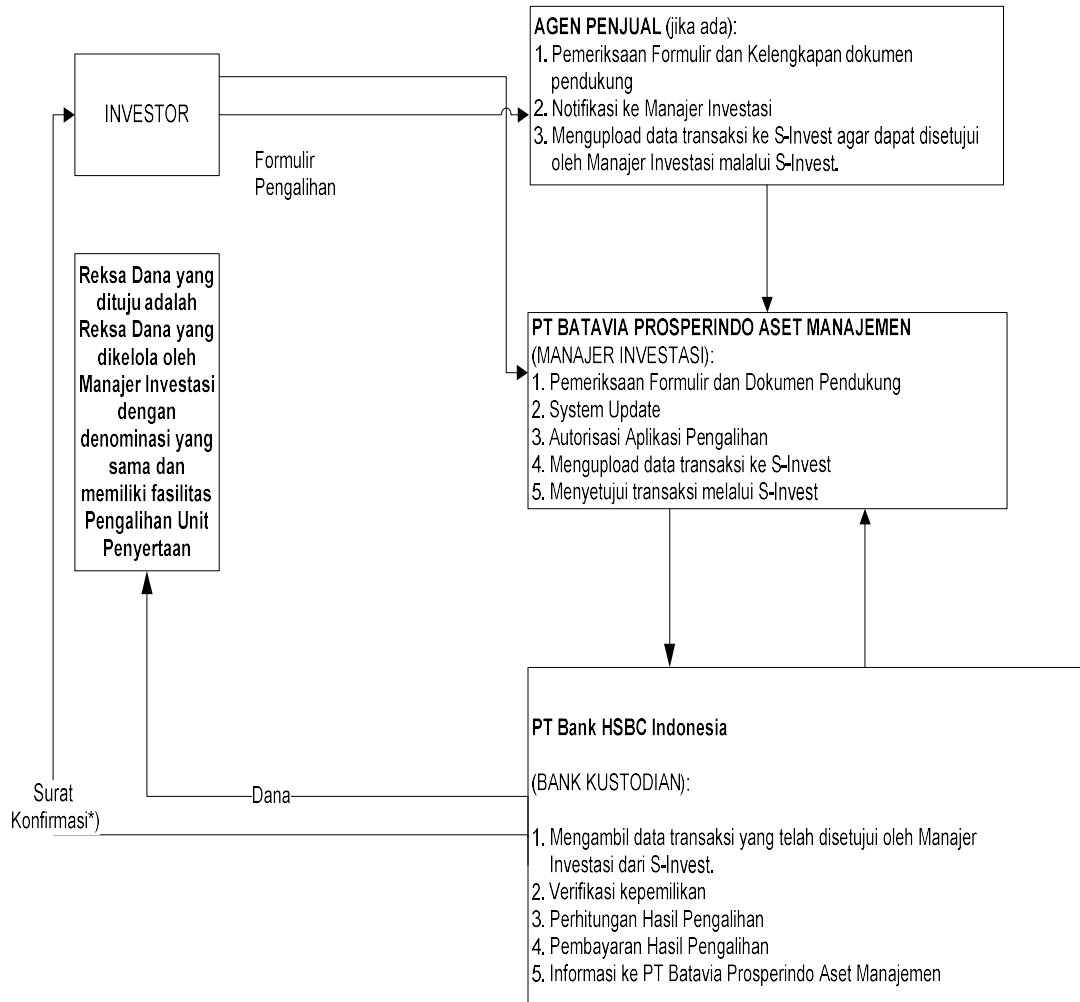 INVESTOR
Formulir
Pengalihan
AGEN PENJUAL (jika ada):
1. Pemeriksaan Formulir dan Kelengkapan dokumen
pendukung
2. Notifikasi ke Manajer Investasi
3. Mengupload data transaksi ke S-Invest agar dapat disetujui
oleh Manajer Investasi malalui S-Invest.
Reksa Dana yang
dituju adalah
Reksa Dana yang
dikelola oleh
Manajer Investasi
dengan
denominasi yang
sama dan
memiliki fasilitas
Pengalihan Unit
Penyertaan
PT BATAVIA PROSPERINDO ASET MANAJEMEN
(MANAJER INVESTASI):
1. Pemeriksaan Formulir dan Dokumen Pendukung
2. System Update
3. Autorisasi Aplikasi Pengalihan
4. Mengupload data transaksi ke S-Invest
5. Menyetujui transaksi melalui S-Invest
Surat
Konfirmasi*)
Dana
PT Bank HSBC Indonesia
(BANK KUSTODIAN):
1. Mengambil data transaksi yang telah disetujui oleh Manajer
Investasi dari S-Invest.
2. Verifikasi kepemilikan
3. Perhitungan Hasil Pengalihan
4. Pembayaran Hasil Pengalihan
5. Informasi ke PT Batavia Prosperindo Aset Manajemen